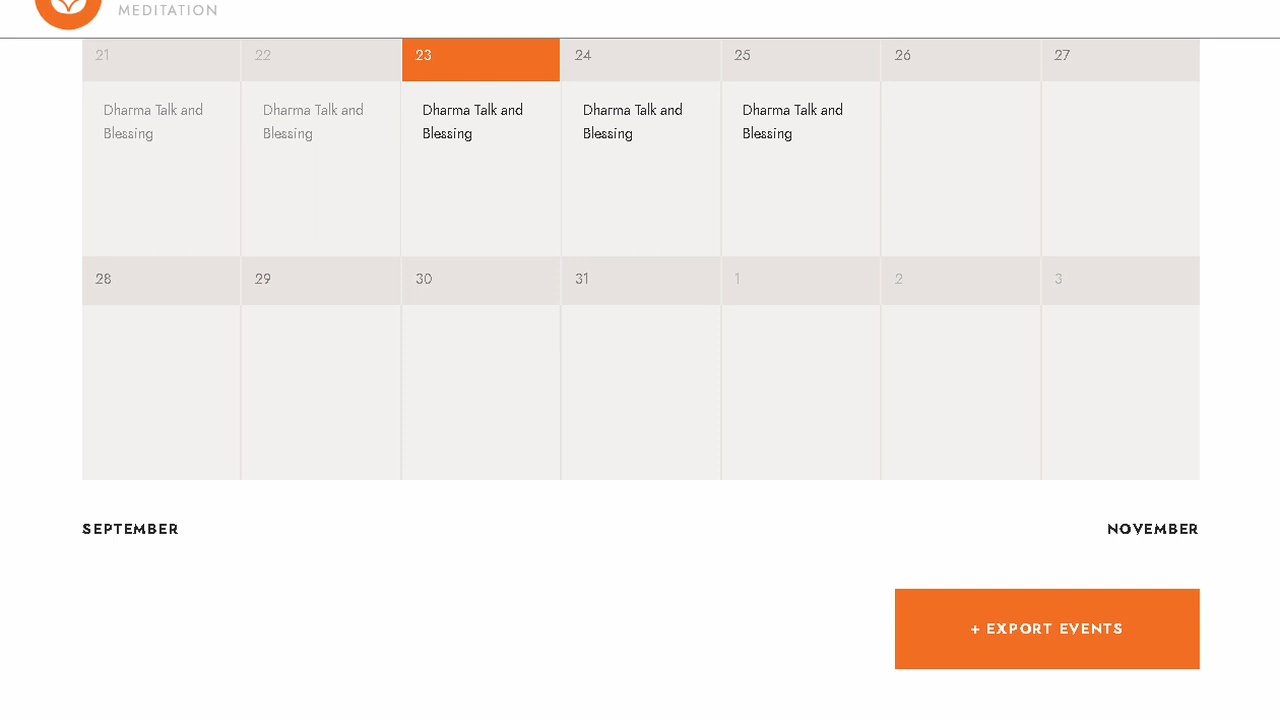 MEDITATION
21 22 23 24 25 26 27
Dharma Talk and Dharma Talk and Dharma Talk and Dharma Talk and Dharma Talk and
Blessing Blessing Blessing Blessing Blessing
28 29 30 31 1 2 3
SEPTEMBER NOVEMBER
+ EXPORT EVENTS